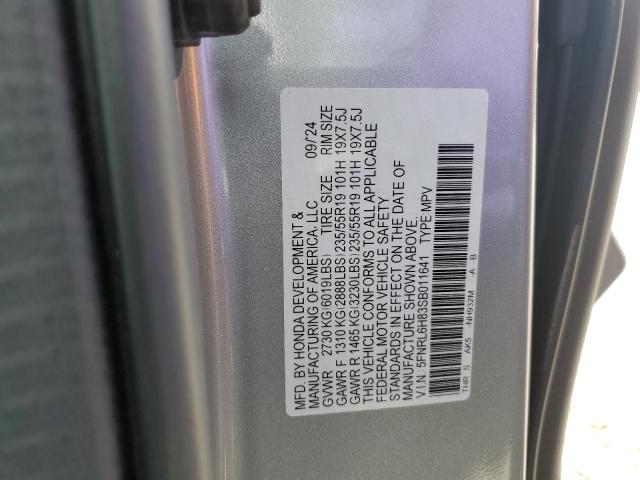 MFD. BY HONDA DEVELOPMENT & 09/'24
MANUFACTURING OF AMERICA, LLC
GVWR 2730 KG(6019LBS) TIRE SIZE RIM SIZE
GAWR F 1310 KG(2888LBS)235/55R19 101H 19X7.5J
GAWR R 1465 KG(3230LBS)235/55R19 101H 19X7.5J
THIS VEHICLE CONFORMS TO ALL APPLICABLE
FEDERAL MOTOR VEHICLE SAFETY
STANDARDS IN EFFECT ON THE DATE OF
MANUFACTURE SHOWN ABOVE.
V.I.N. 5FNRL6H83SB011641 TYPE:MPV
THR S AK5 -NH932M -A -B